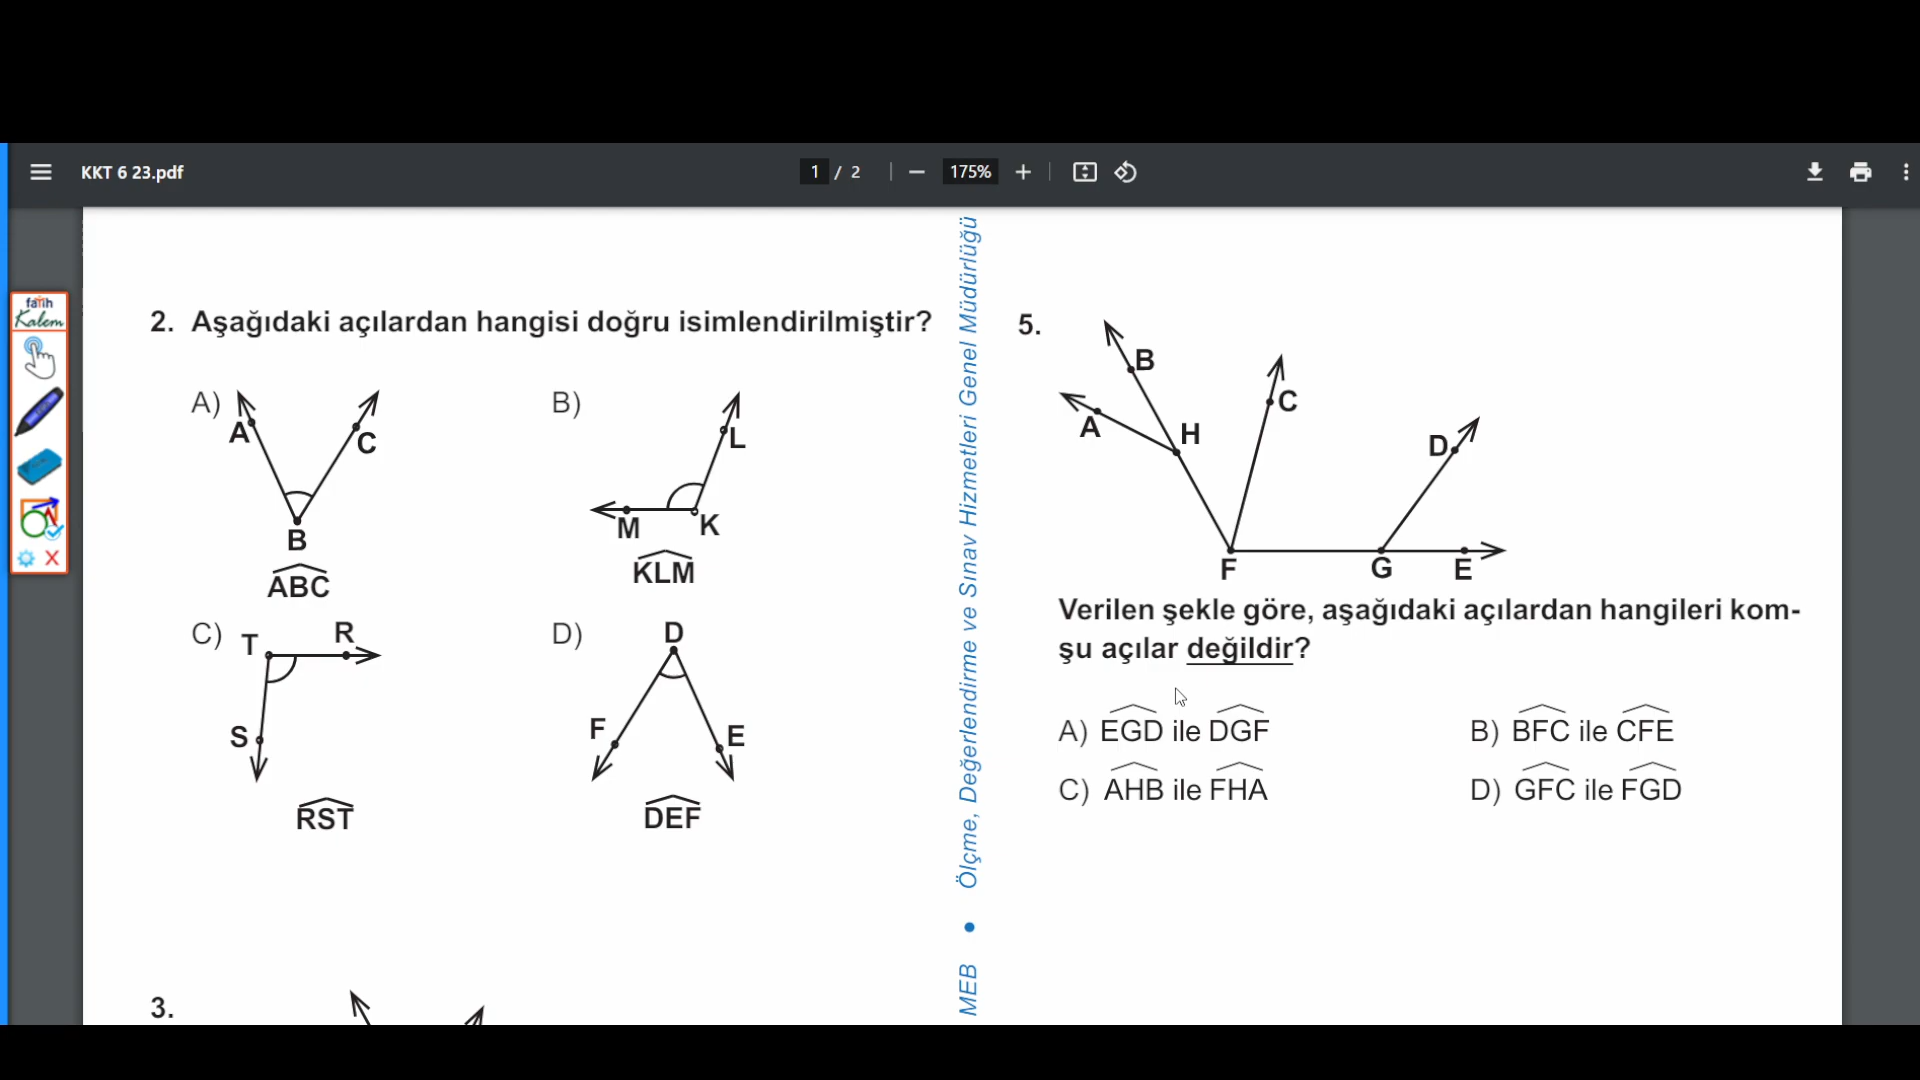 KKT 6 23.pdf
1 / 2
175%
fatih
Kalem
2. Aşağıdaki açılardan hangisi doğru isimlendirilmiştir?
A)
A
C
B
ABC
B)
L
M
K
KLM
C)
T
R
S
RST
D)
D
F
E
DEF
3.
MEB • Ölçme, Değerlendirme ve Sınav Hizmetleri Genel Müdürlüğü
5.
B
A
H
C
D
F
G
E
Verilen şekle göre, aşağıdaki açılardan hangileri kom-
şu açılar değildir?
A) EGD ile DGF
B) BFC ile CFE
C) AHB ile FHA
D) GFC ile FGD